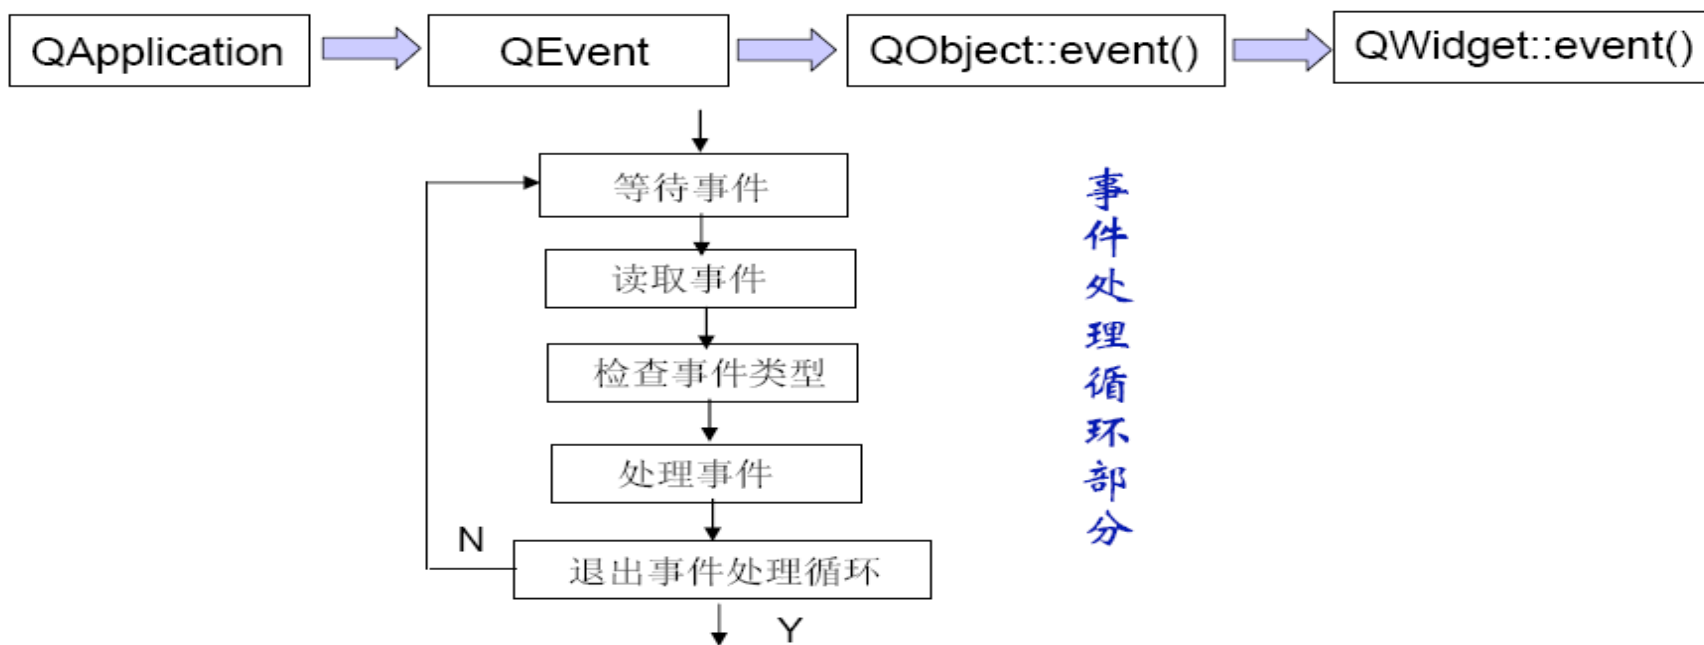 QApplication
QEvent
QObject::event()
QWidget::event()
等待事件
读取事件
检查事件类型
处理事件
N
退出事件处理循环
Y
事件处理循环部分